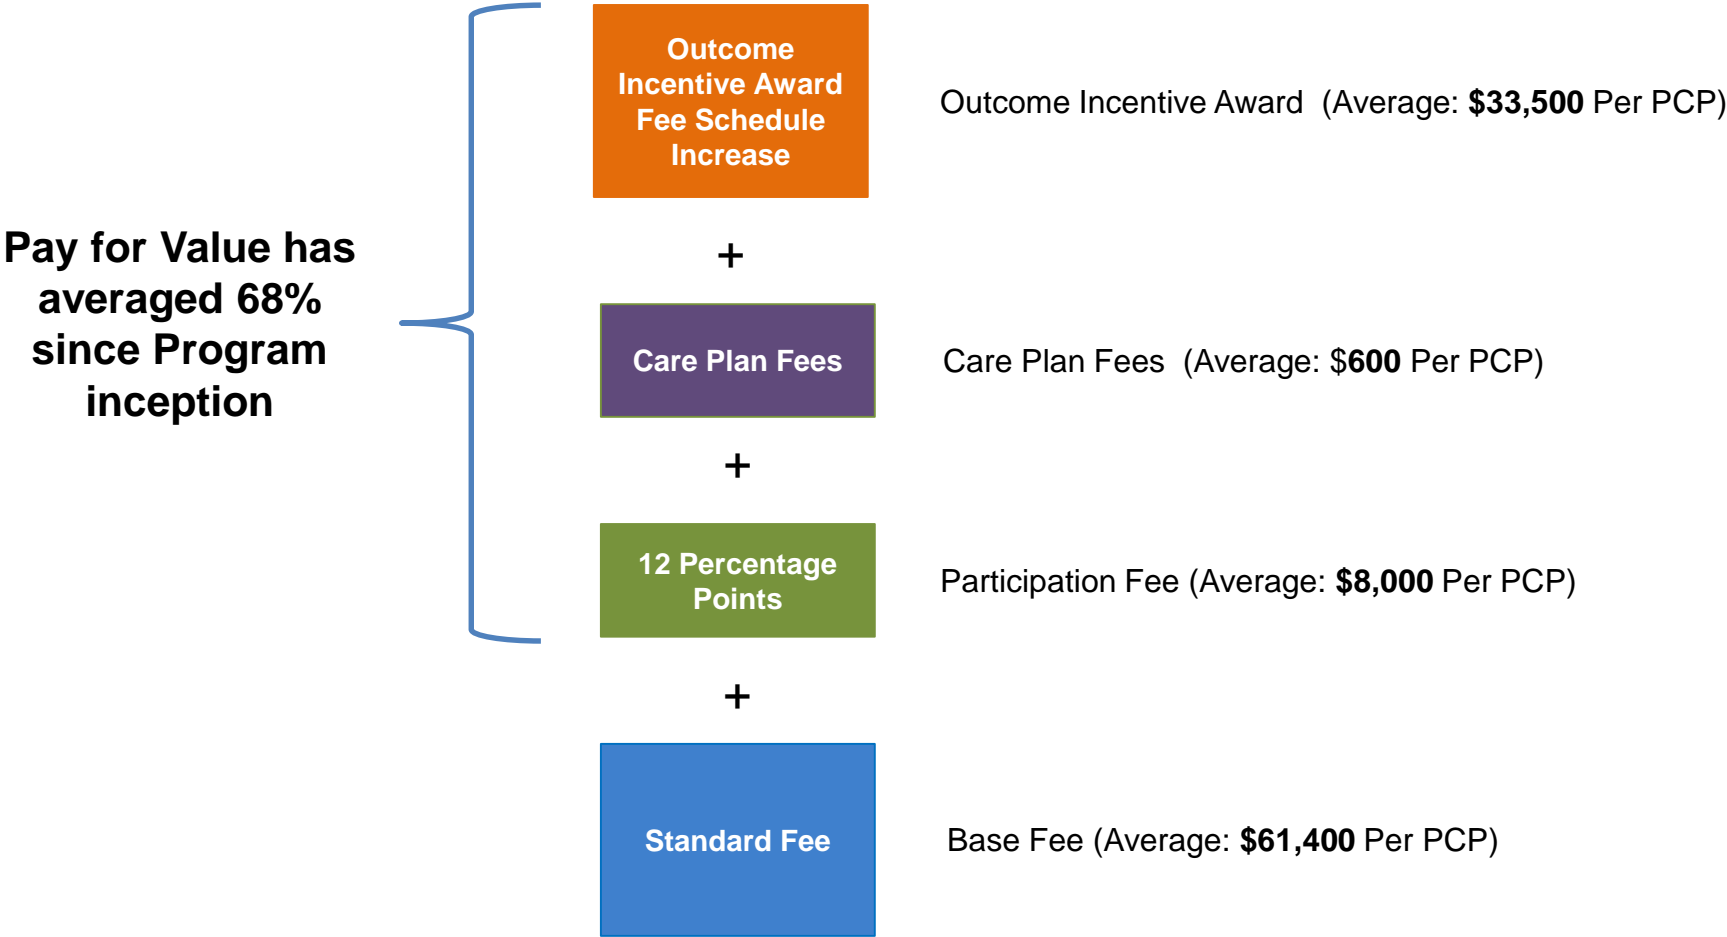 Outcome
Incentive Award
Fee Schedule
Increase
Outcome Incentive Award  (Average: $33,500 Per PCP)
Pay for Value has
averaged 68%
since Program
inception
+
Care Plan Fees
Care Plan Fees  (Average: $600 Per PCP)
+
12 Percentage
Points
Participation Fee (Average: $8,000 Per PCP)
+
Standard Fee
Base Fee (Average: $61,400 Per PCP)